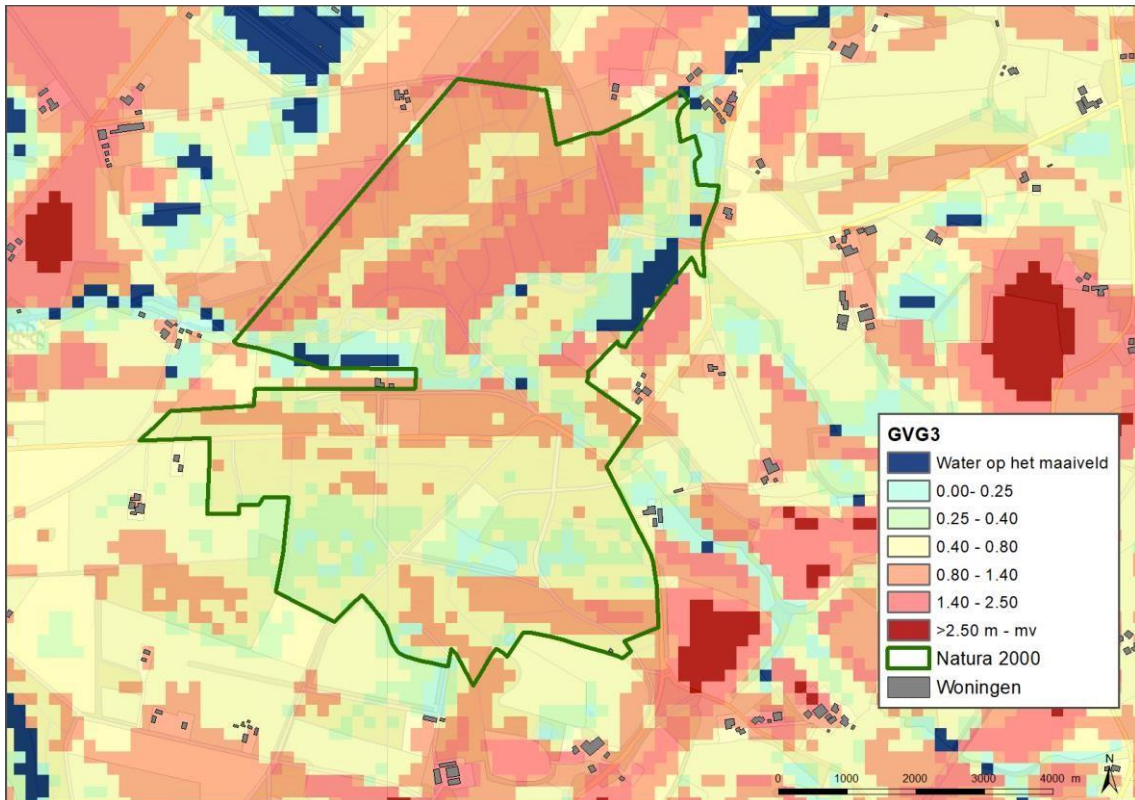 GVG3
Water op het maaiveld
0.00- 0.25
0.25 - 0.40
0.40 - 0.80
0.80 - 1.40
1.40 - 2.50
>2.50 m - mv
Natura 2000
Woningen
N
0 1000 2000 3000 4000 m